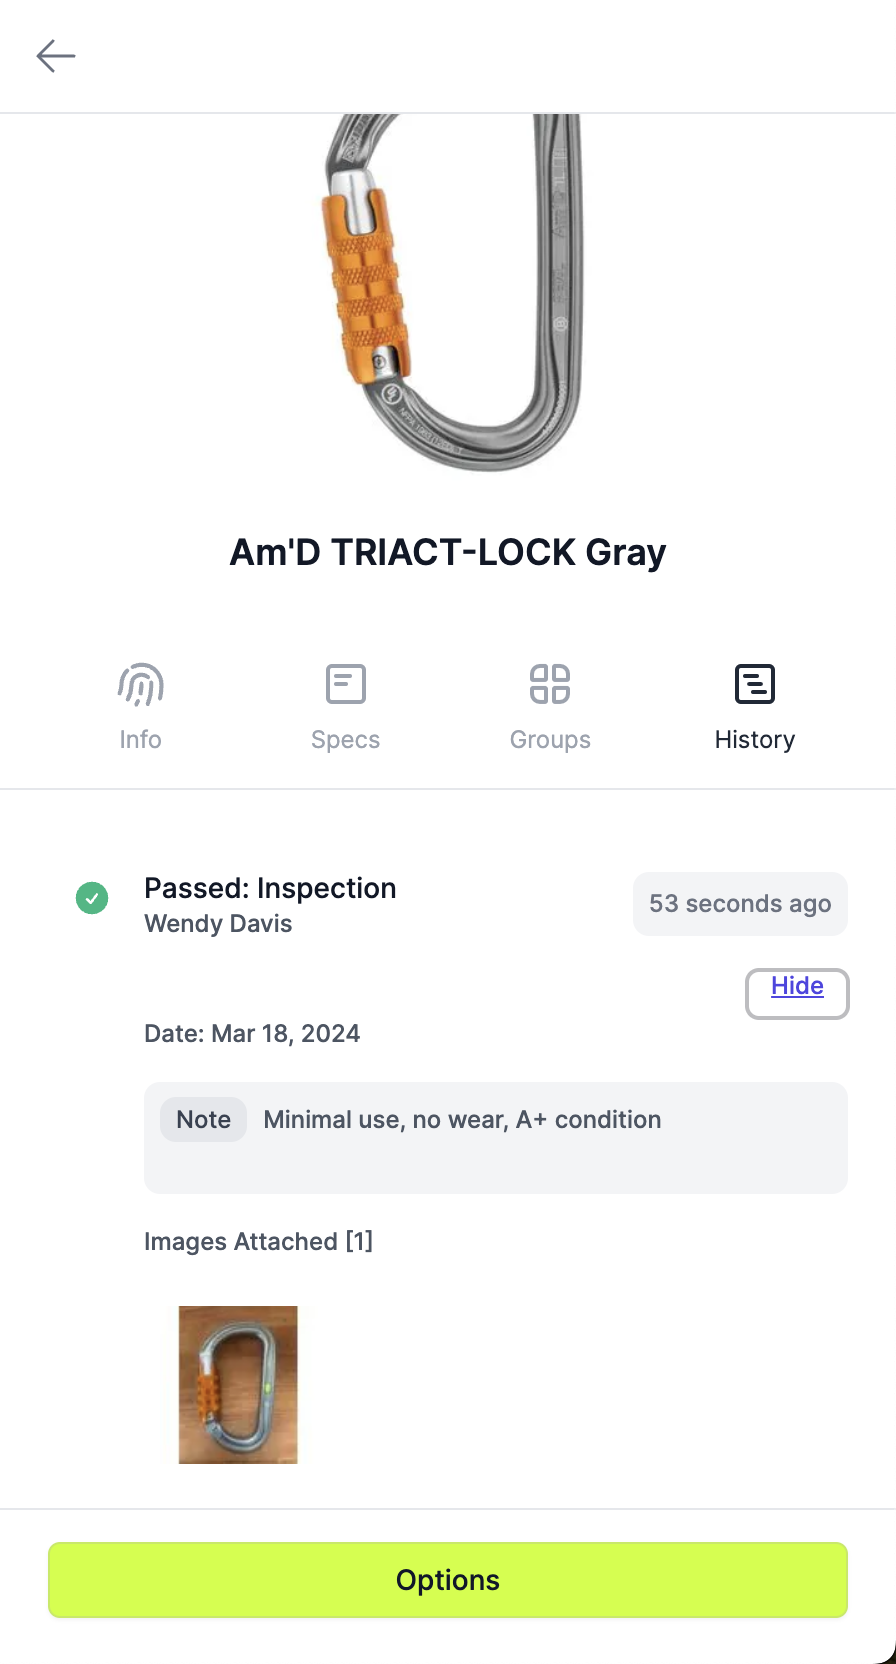 Am'D TRIACT-LOCK Gray
Info
Specs
Groups
History
Passed: Inspection
53 seconds ago
Wendy Davis
Hide
Date: Mar 18, 2024
Note
Minimal use, no wear, A+ condition
Images Attached [1]
Options